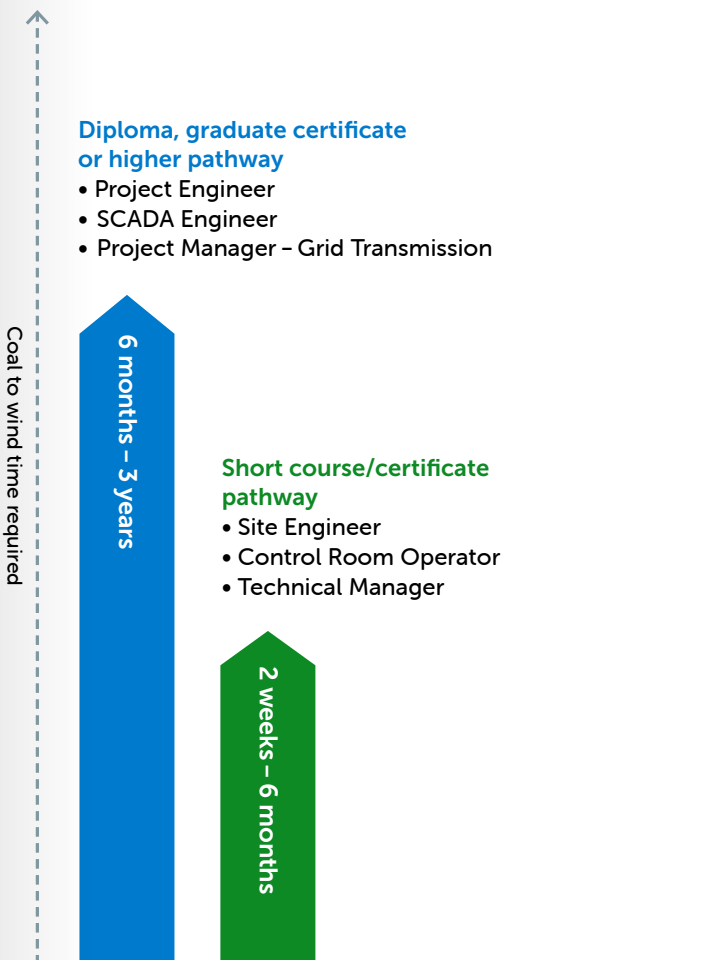 Coal to wind time required
Diploma, graduate certificate
or higher pathway
• Project Engineer
• SCADA Engineer
• Project Manager – Grid Transmission
6 months – 3 years
Short course/certificate
pathway
• Site Engineer
• Control Room Operator
• Technical Manager
2 weeks – 6 months